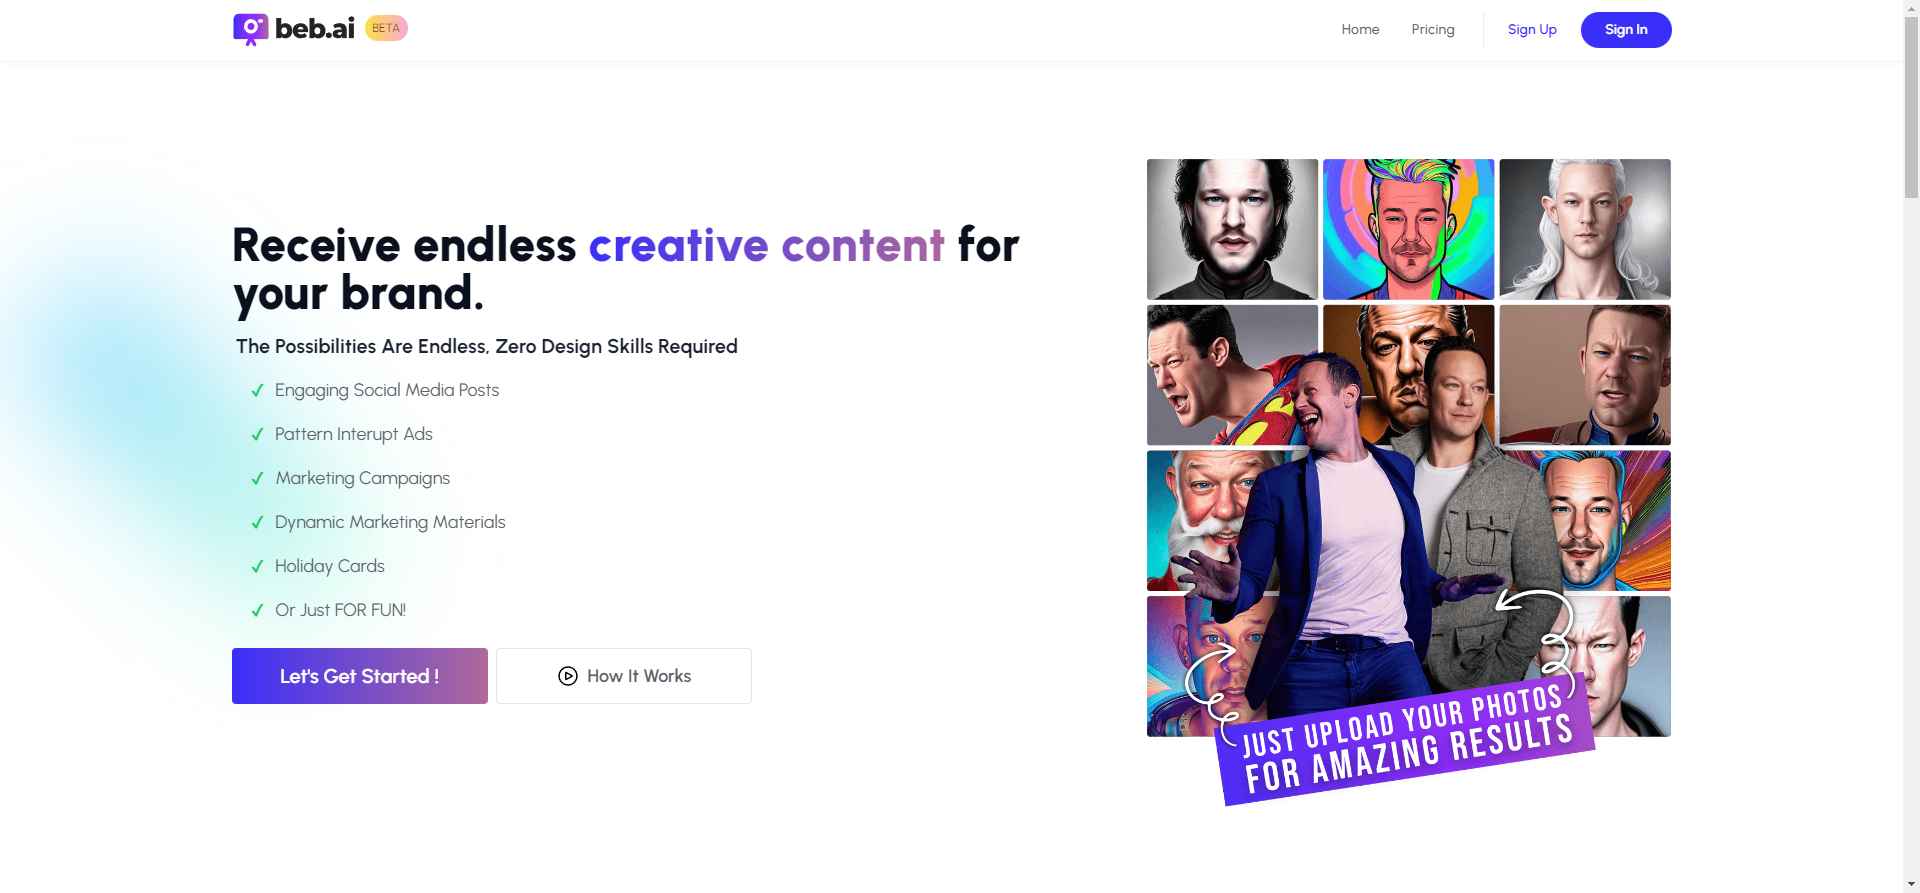 beb.ai BETA
Home Pricing Sign Up Sign In
Receive endless creative content for
your brand.
The Possibilities Are Endless, Zero Design Skills Required
Engaging Social Media Posts
Pattern Interupt Ads
Marketing Campaigns
Dynamic Marketing Materials
Holiday Cards
Or Just FOR FUN!
Let's Get Started !
How It Works
JUST UPLOAD YOUR PHOTOS
FOR AMAZING RESULTS